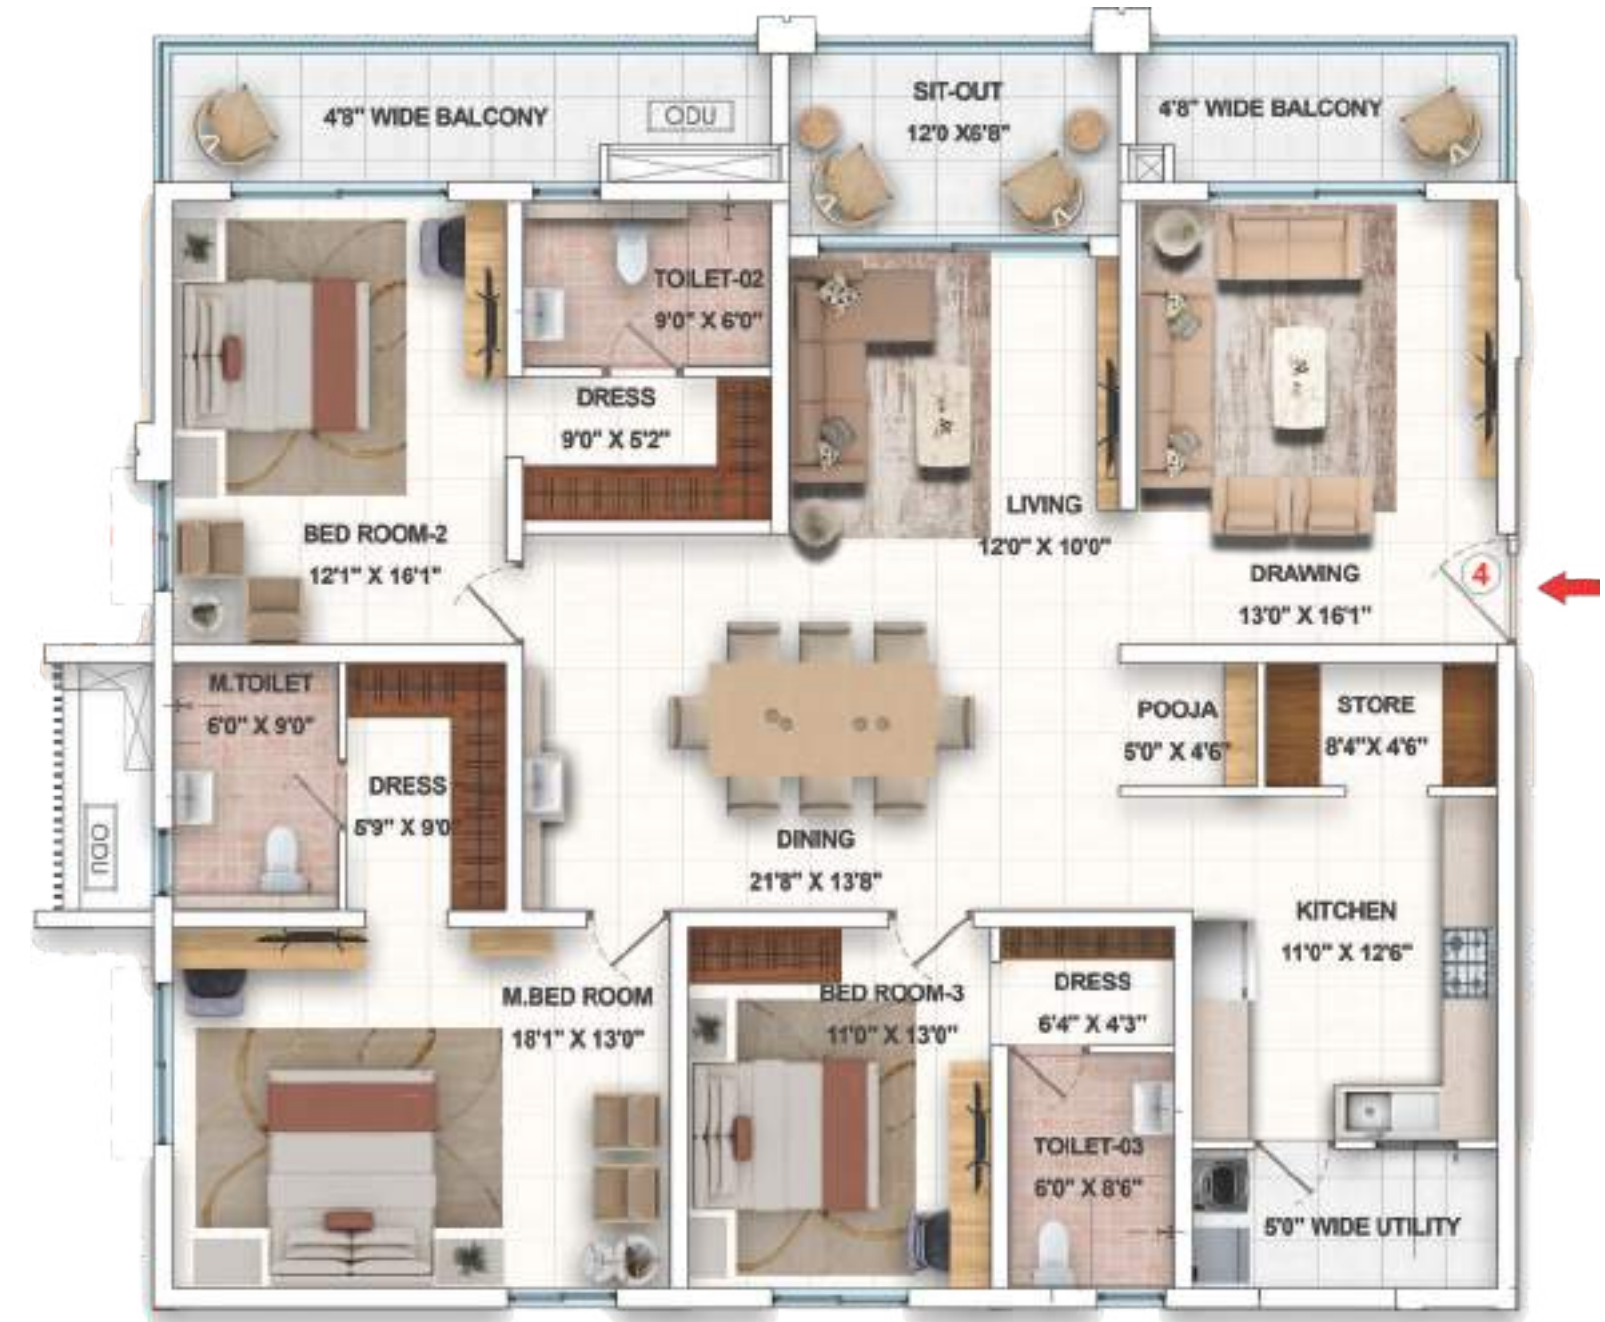 4'8" WIDE BALCONY
ODU
SIT-OUT
12'0 X6'8"
4'8" WIDE BALCONY
TOILET-02
9'0" X 6'0"
DRESS
9'0" X 5'2"
BED ROOM-2
12'1" X 16'1"
LIVING
12'0" X 10'0"
DRAWING
13'0" X 16'1"
4
M.TOILET
6'0" X 9'0"
DRESS
5'9" X 9'0
ODU
POOJA
5'0" X 4'6"
STORE
8'4"X 4'6"
DINING
21'8" X 13'8"
KITCHEN
11'0" X 12'6"
M.BED ROOM
18'1" X 13'0"
BED ROOM-3
11'0" X 13'0"
DRESS
6'4" X 4'3"
TOILET-03
6'0" X 8'6"
5'0" WIDE UTILITY